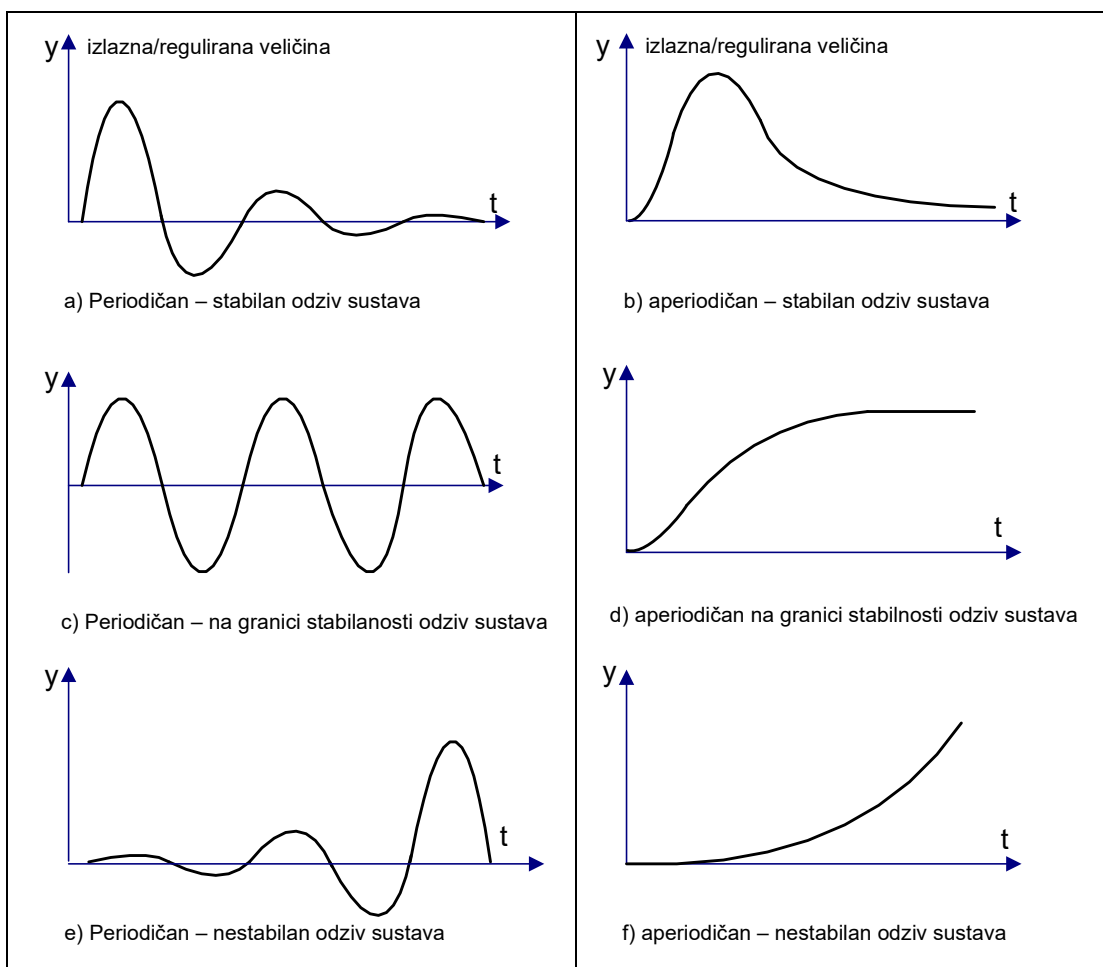 y izlazna/regulirana veličina
t
a) Periodičan – stabilan odziv sustava
y izlazna/regulirana veličina
t
b) aperiodičan – stabilan odziv sustava
y
t
c) Periodičan – na granici stabilanosti odziv sustava
y
t
d) aperiodičan na granici stabilnosti odziv sustava
y
t
e) Periodičan – nestabilan odziv sustava
y
t
f) aperiodičan – nestabilan odziv sustava